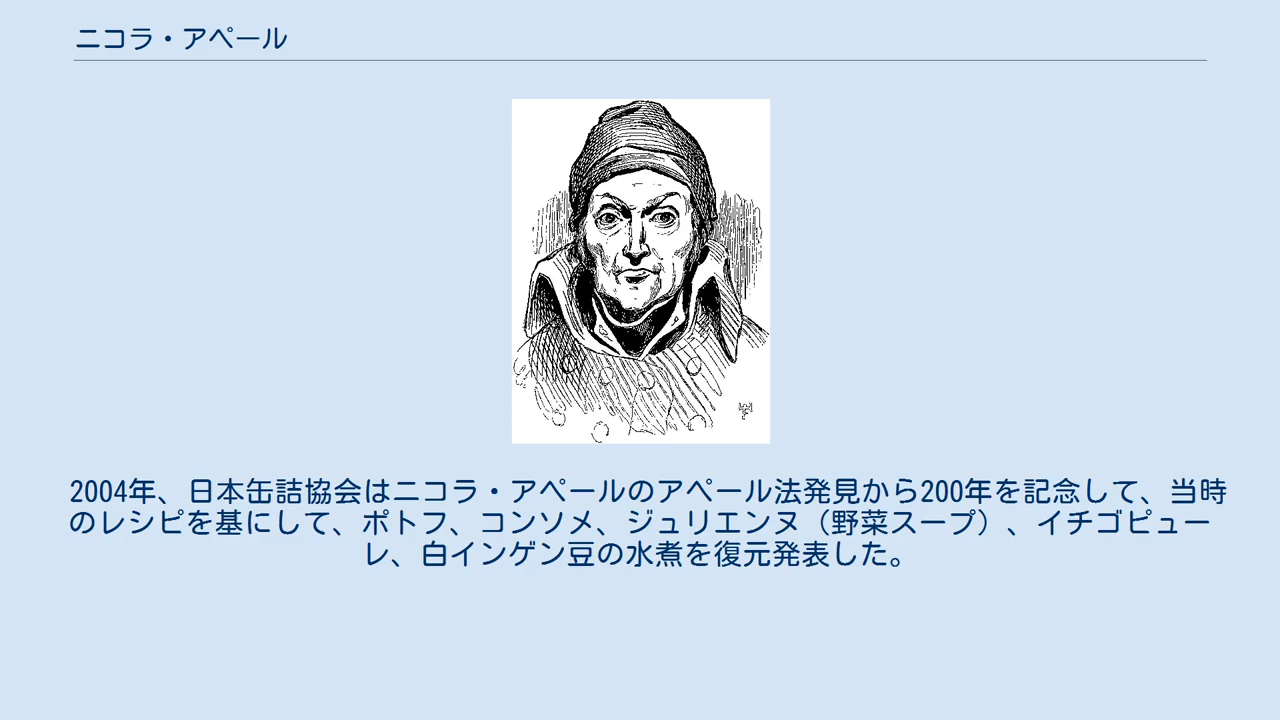 ニコラ・アペール
2004年、日本缶詰協会はニコラ・アペールのアペール法発見から200年を記念して、当時
のレシピを基にして、ポトフ、コンソメ、ジュリエンヌ（野菜スープ）、イチゴピュー
レ、白インゲン豆の水煮を復元発表した。